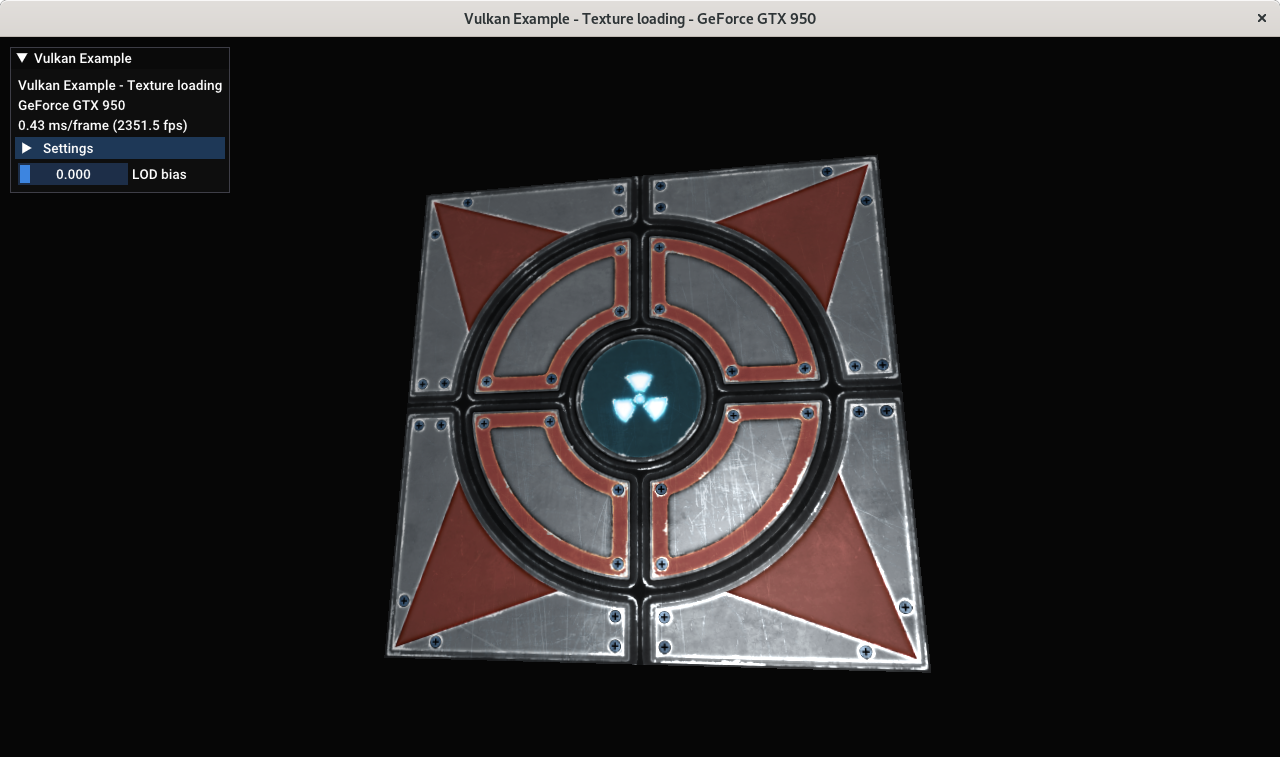 Vulkan Example - Texture loading - GeForce GTX 950
Vulkan Example
Vulkan Example - Texture loading
GeForce GTX 950
0.43 ms/frame (2351.5 fps)
Settings
0.000 LOD bias